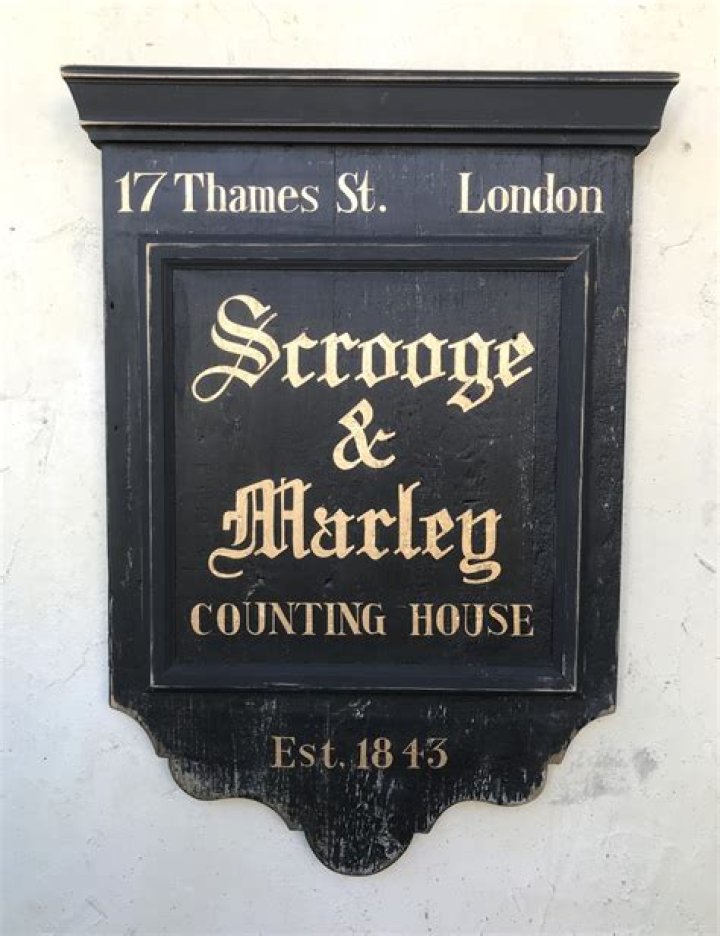 17 Thames St. London
Scrooge
&
Marley
COUNTING HOUSE
Est. 1843